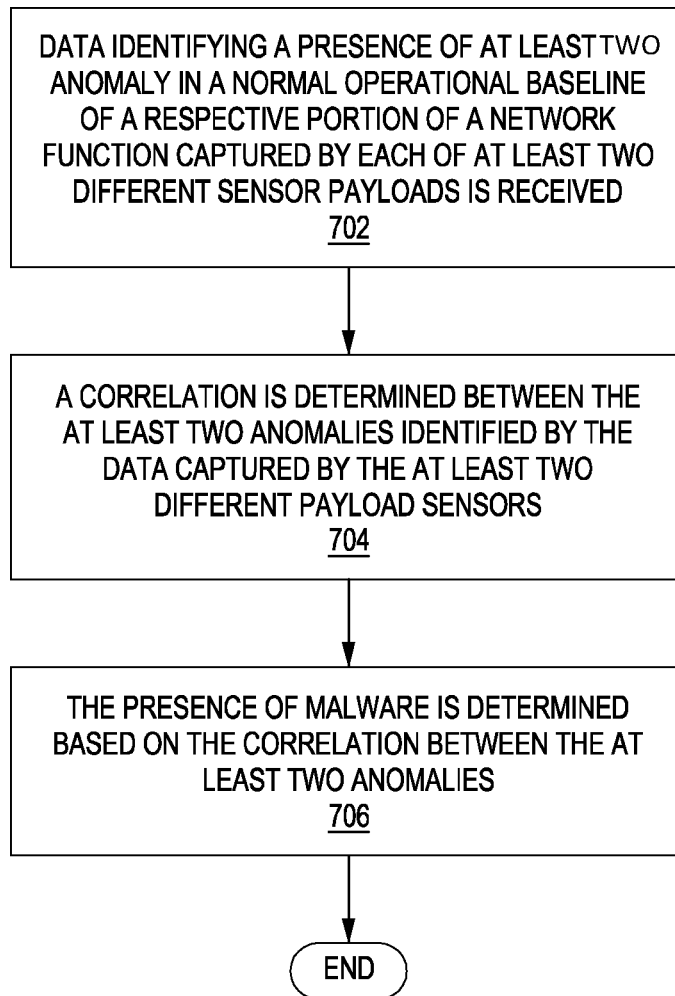 DATA IDENTIFYING A PRESENCE OF AT LEAST TWO
ANOMALY IN A NORMAL OPERATIONAL BASELINE
OF A RESPECTIVE PORTION OF A NETWORK
FUNCTION CAPTURED BY EACH OF AT LEAST TWO
DIFFERENT SENSOR PAYLOADS IS RECEIVED
702
A CORRELATION IS DETERMINED BETWEEN THE
AT LEAST TWO ANOMALIES IDENTIFIED BY THE
DATA CAPTURED BY THE AT LEAST TWO
DIFFERENT PAYLOAD SENSORS
704
THE PRESENCE OF MALWARE IS DETERMINED
BASED ON THE CORRELATION BETWEEN THE AT
LEAST TWO ANOMALIES
706
END